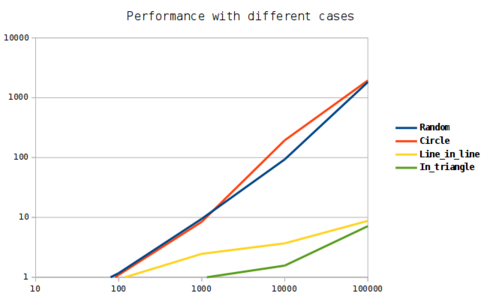 Performance with different cases
10000
1000
100
10
1
10 100 1000 10000 100000
Random
Circle
Line_in_line
In_triangle